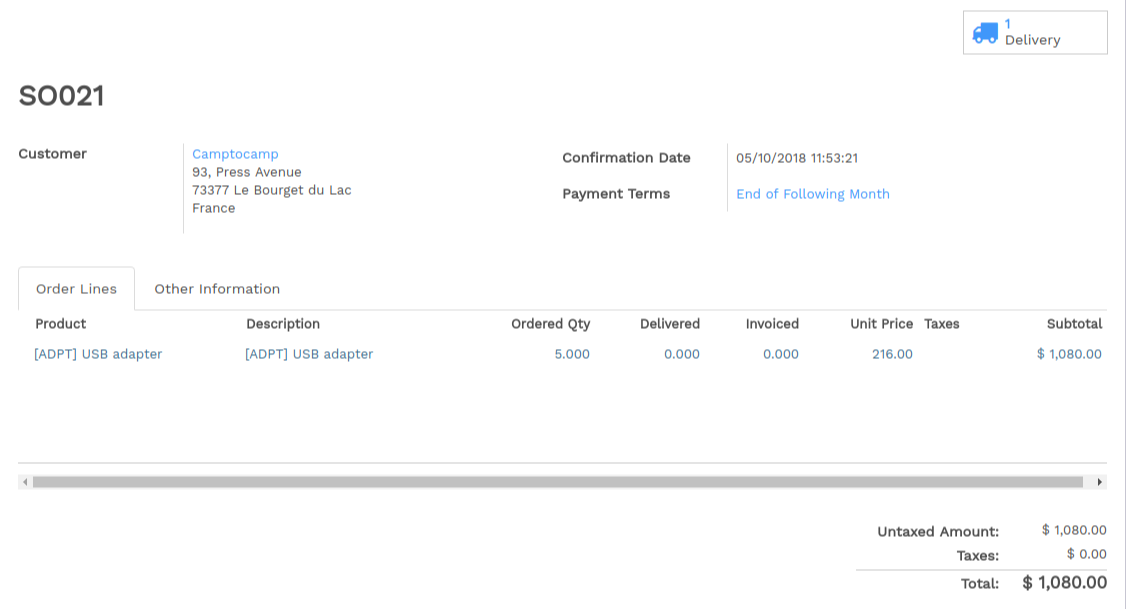 1
Delivery
SO021
Customer
Camptocamp
93, Press Avenue
73377 Le Bourget du Lac
France
Confirmation Date 05/10/2018 11:53:21
Payment Terms End of Following Month
Order Lines Other Information
Product Description Ordered Qty Delivered Invoiced Unit Price Taxes Subtotal
[ADPT] USB adapter [ADPT] USB adapter 5.000 0.000 0.000 216.00 $ 1,080.00
Untaxed Amount: $ 1,080.00
Taxes: $ 0.00
Total: $ 1,080.00